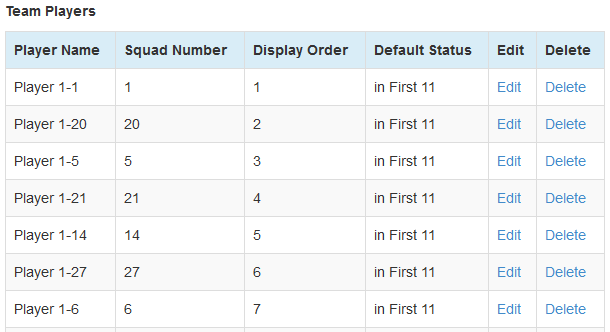 Team Players
Player Name Squad Number Display Order Default Status Edit Delete
Player 1-1 1 1 in First 11 Edit Delete
Player 1-20 20 2 in First 11 Edit Delete
Player 1-5 5 3 in First 11 Edit Delete
Player 1-21 21 4 in First 11 Edit Delete
Player 1-14 14 5 in First 11 Edit Delete
Player 1-27 27 6 in First 11 Edit Delete
Player 1-6 6 7 in First 11 Edit Delete